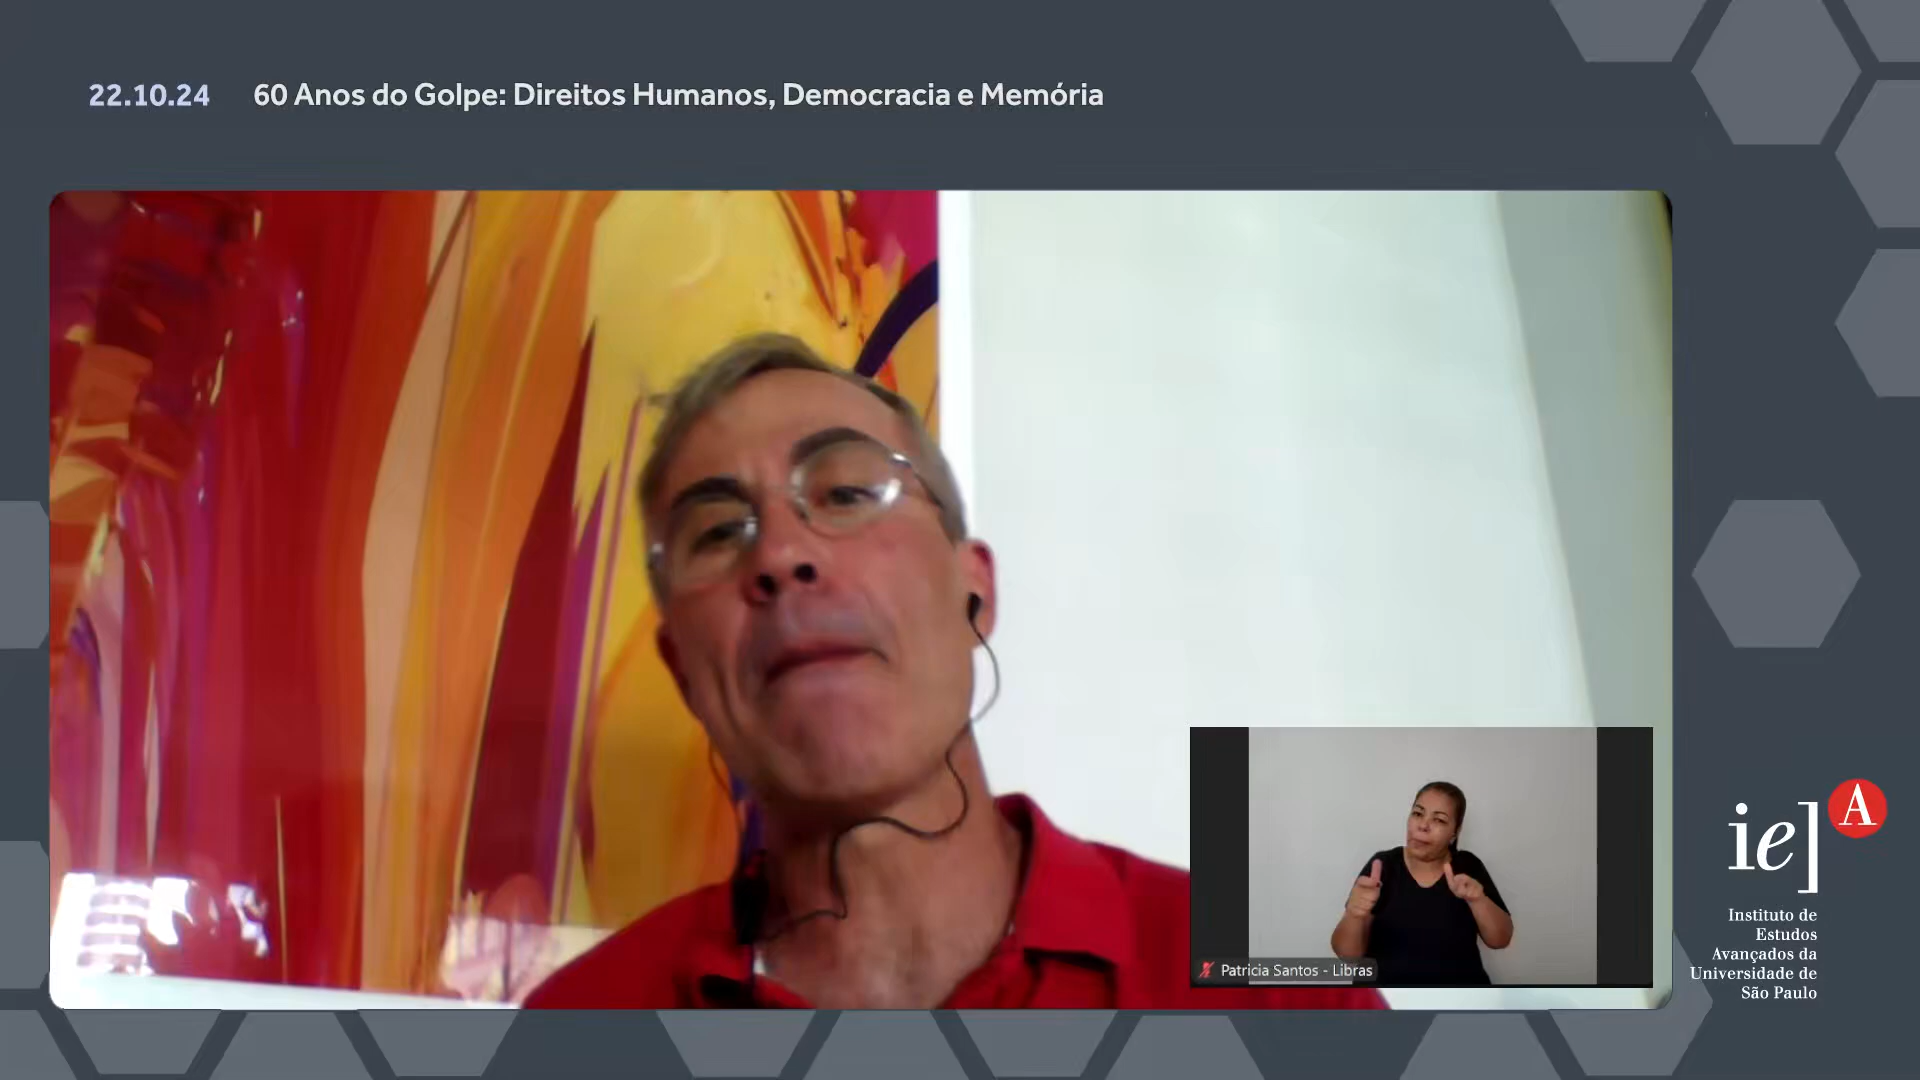 22.10.24 60 Anos do Golpe: Direitos Humanos, Democracia e Memória
Patricia Santos - Libras
ie] A
Instituto de
Estudos
Avançados da
Universidade de
São Paulo